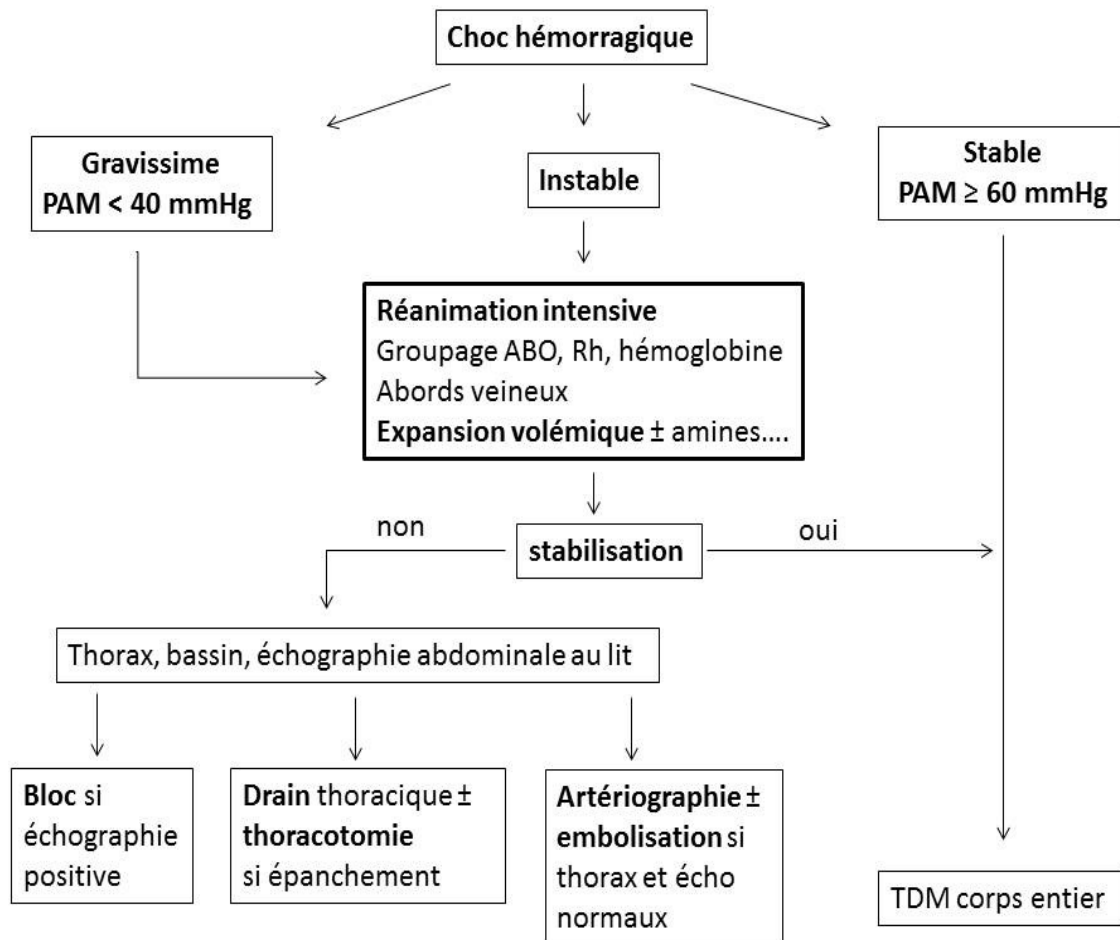 Choc hémorragique
Gravissime
PAM < 40 mmHg
Instable
Stable
PAM ≥ 60 mmHg
Réanimation intensive
Groupage ABO, Rh, hémoglobine
Abords veineux
Expansion volémique ± amines....
non
stabilisation
oui
Thorax, bassin, échographie abdominale au lit
Bloc si
échographie
positive
Drain thoracique ±
thoracotomie
si épanchement
Artériographie ±
embolisation si
thorax et écho
normaux
TDM corps entier